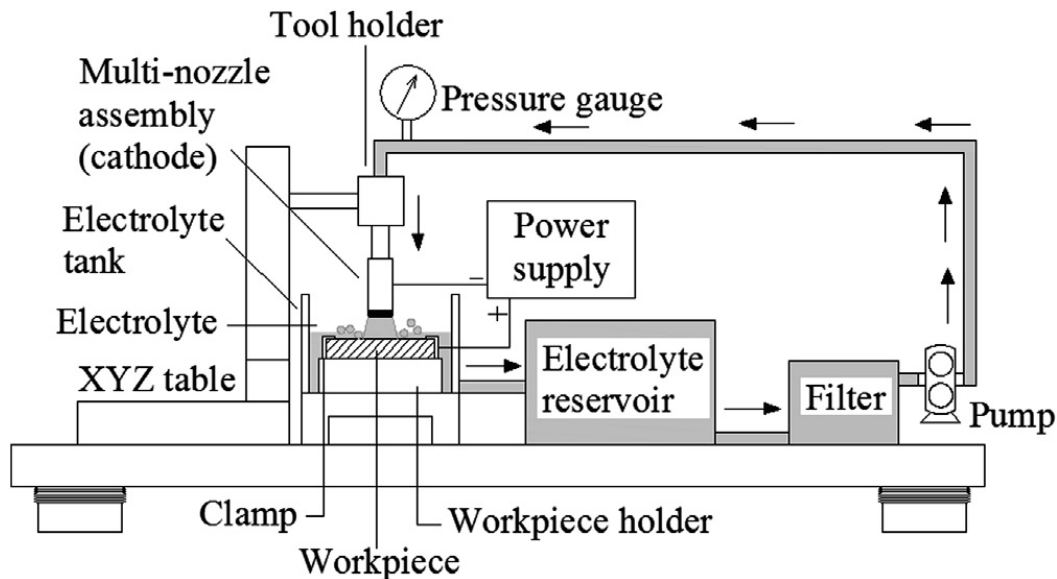 Tool holder
Multi-nozzle
assembly
(cathode)
Pressure gauge
Electrolyte
tank
Power
supply
−
+
Electrolyte
XYZ table
Electrolyte
reservoir
Filter
Pump
Clamp
Workpiece holder
Workpiece